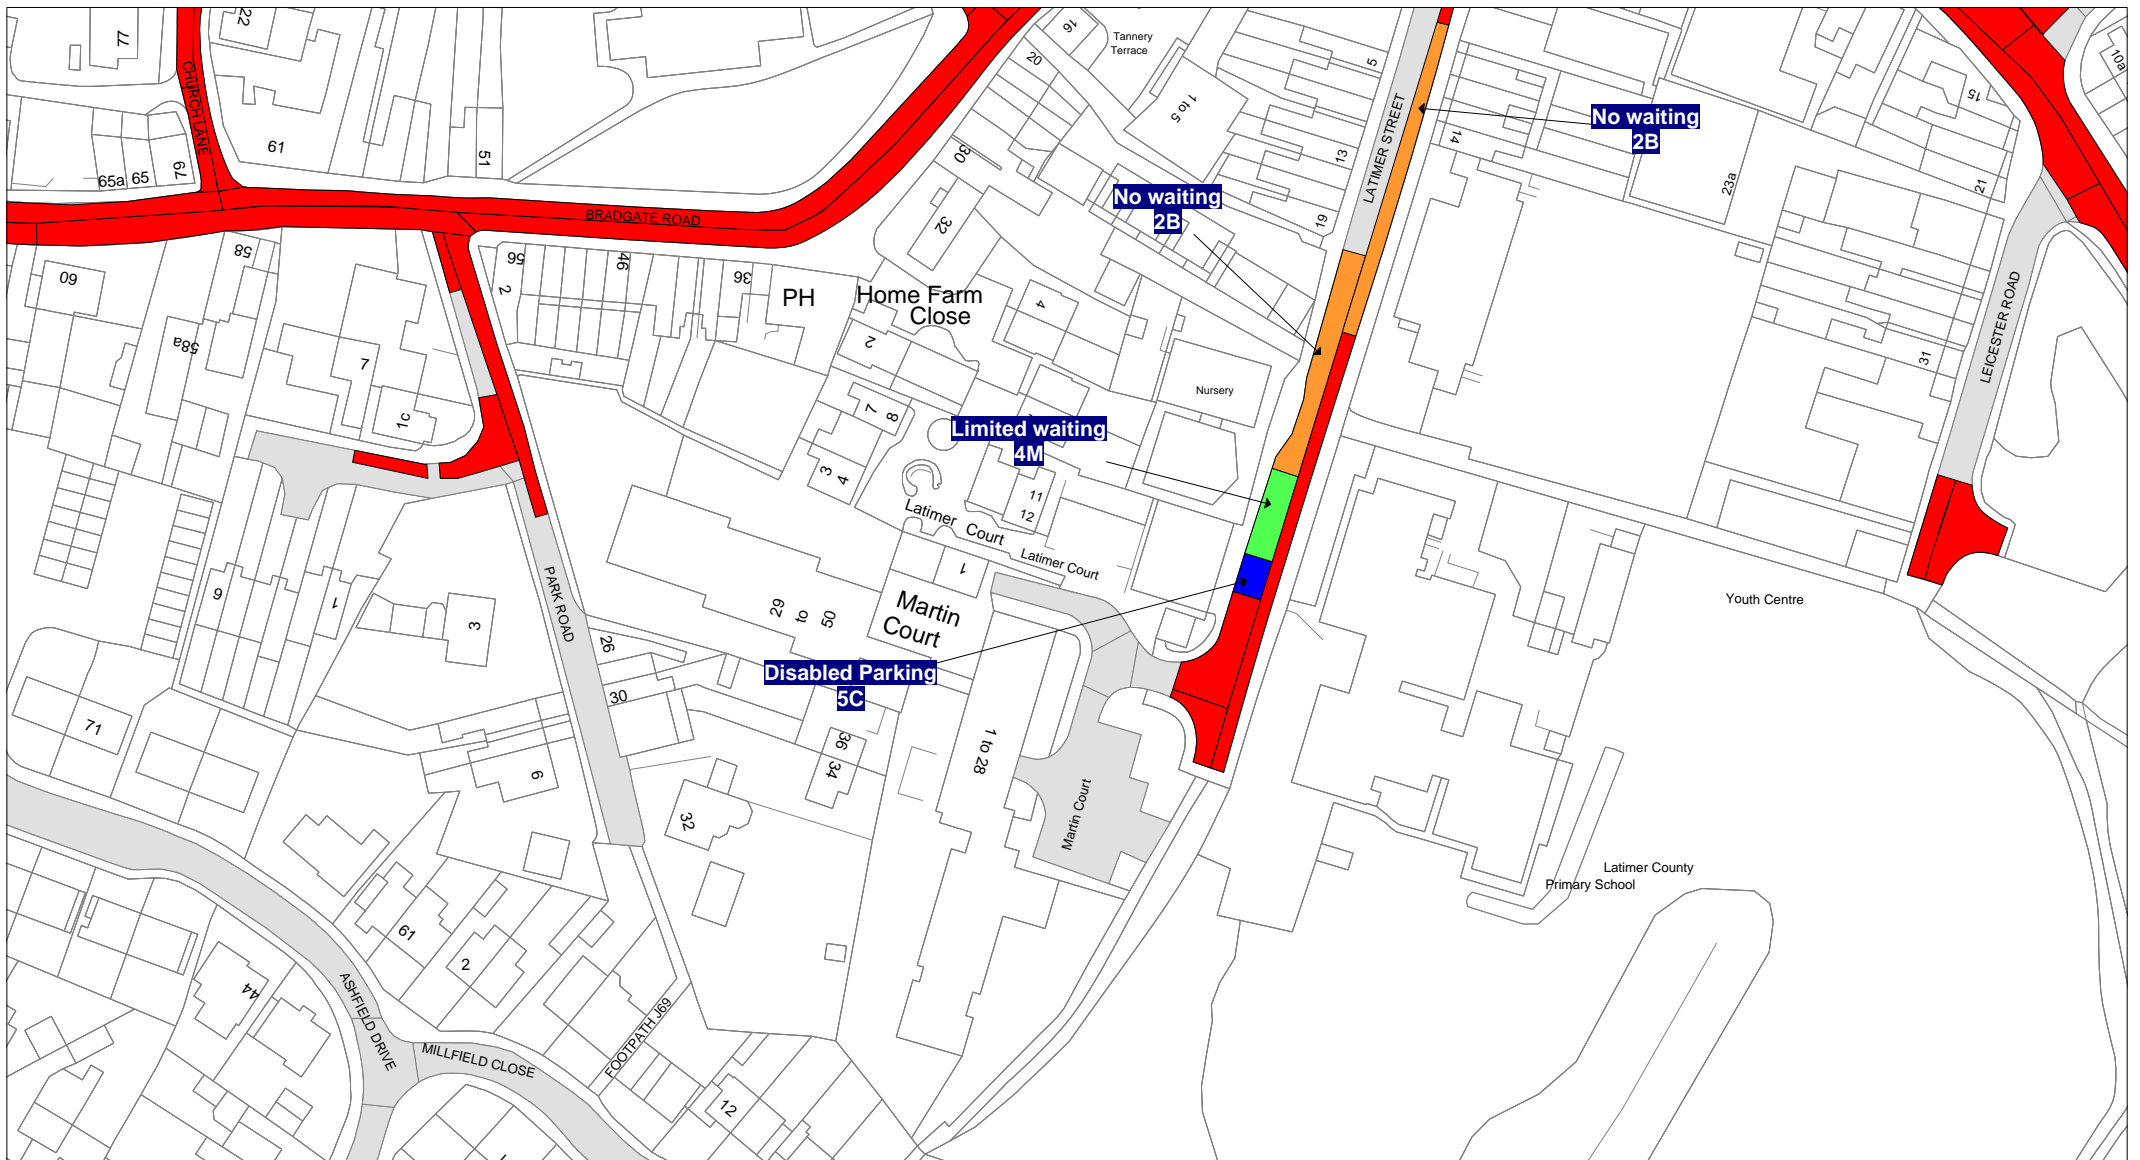 22
77
CHURCH LANE
61
51
65a
65
79
16
20
Tannery
Terrace
1 to 5
5
LATIMER STREET
14
No waiting
2B
23a
15
10a
21
13
19
30
No waiting
2B
32
BRADGATE ROAD
58
60
58a
56
2
46
36
PH
Home Farm
Close
4
2
LEICESTER ROAD
31
7
1c
7
8
Nursery
Limited waiting
4M
3
4
11
12
Latimer Court
Latimer Court
1
Martin
Court
29
to
50
PARK ROAD
9
1
3
26
30
Youth Centre
Disabled Parking
5C
71
6
36
34
32
1 to 28
Martin Court
Latimer County
Primary School
61
2
44
ASHFIELD DRIVE
MILLFIELD CLOSE
FOOTPATH J69
12